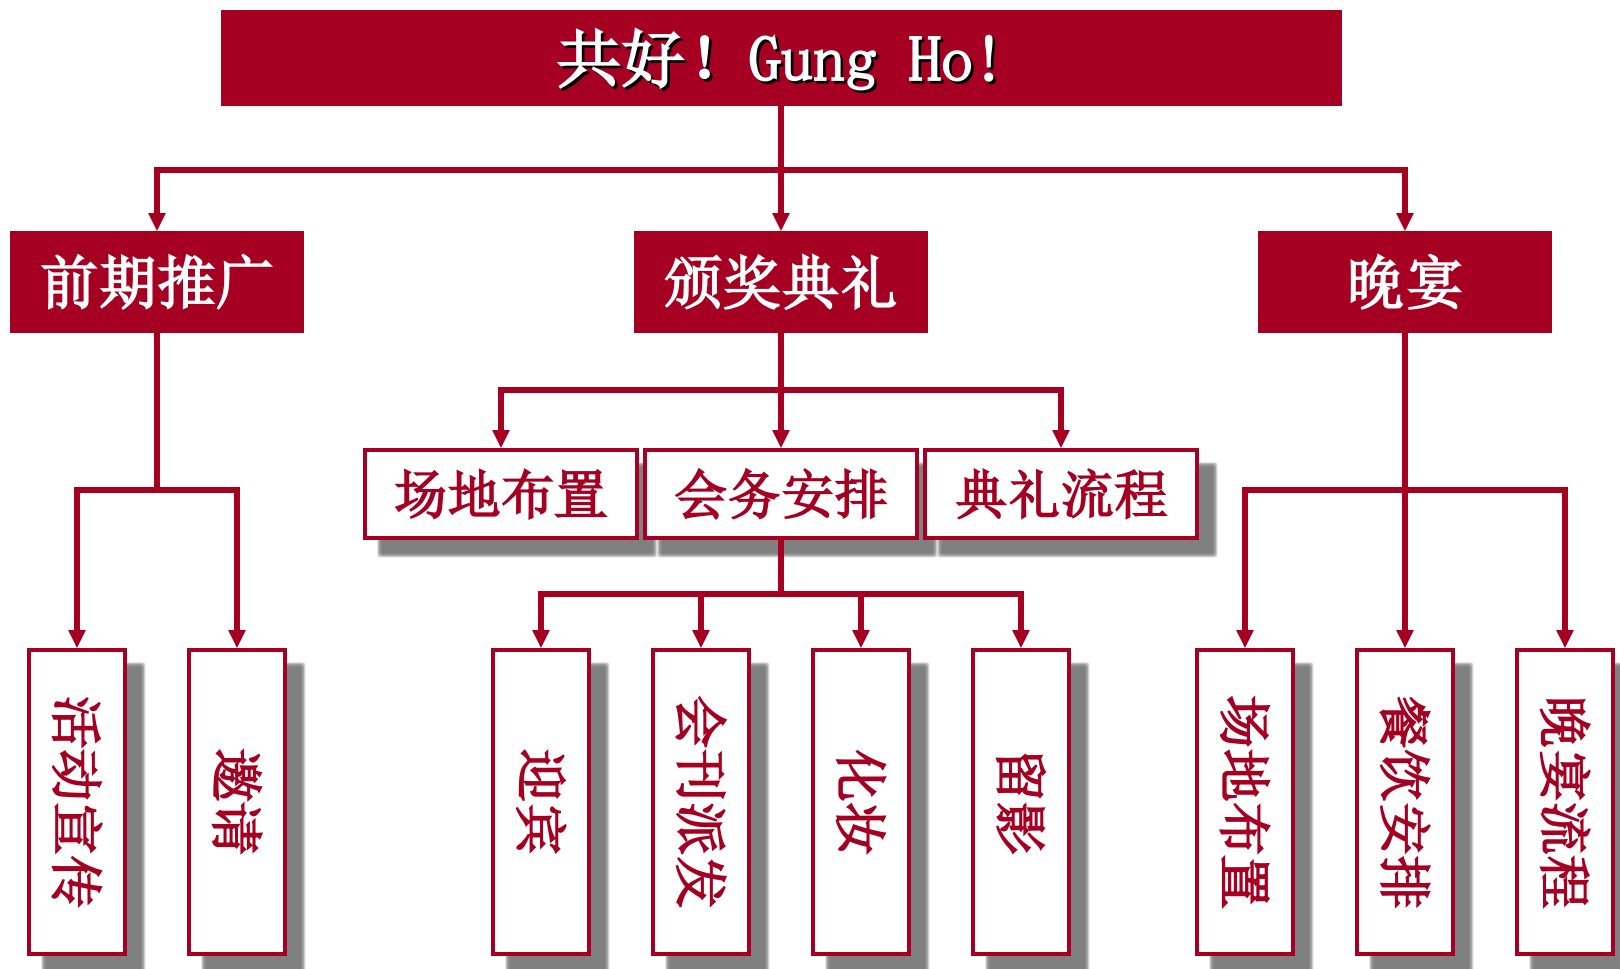 共好！Gung Ho!
前期推广
颁奖典礼
晚宴
场地布置
会务安排
典礼流程
活动宣传
邀请
迎宾
会刊派发
化妆
留影
场地布置
餐饮安排
晚宴流程